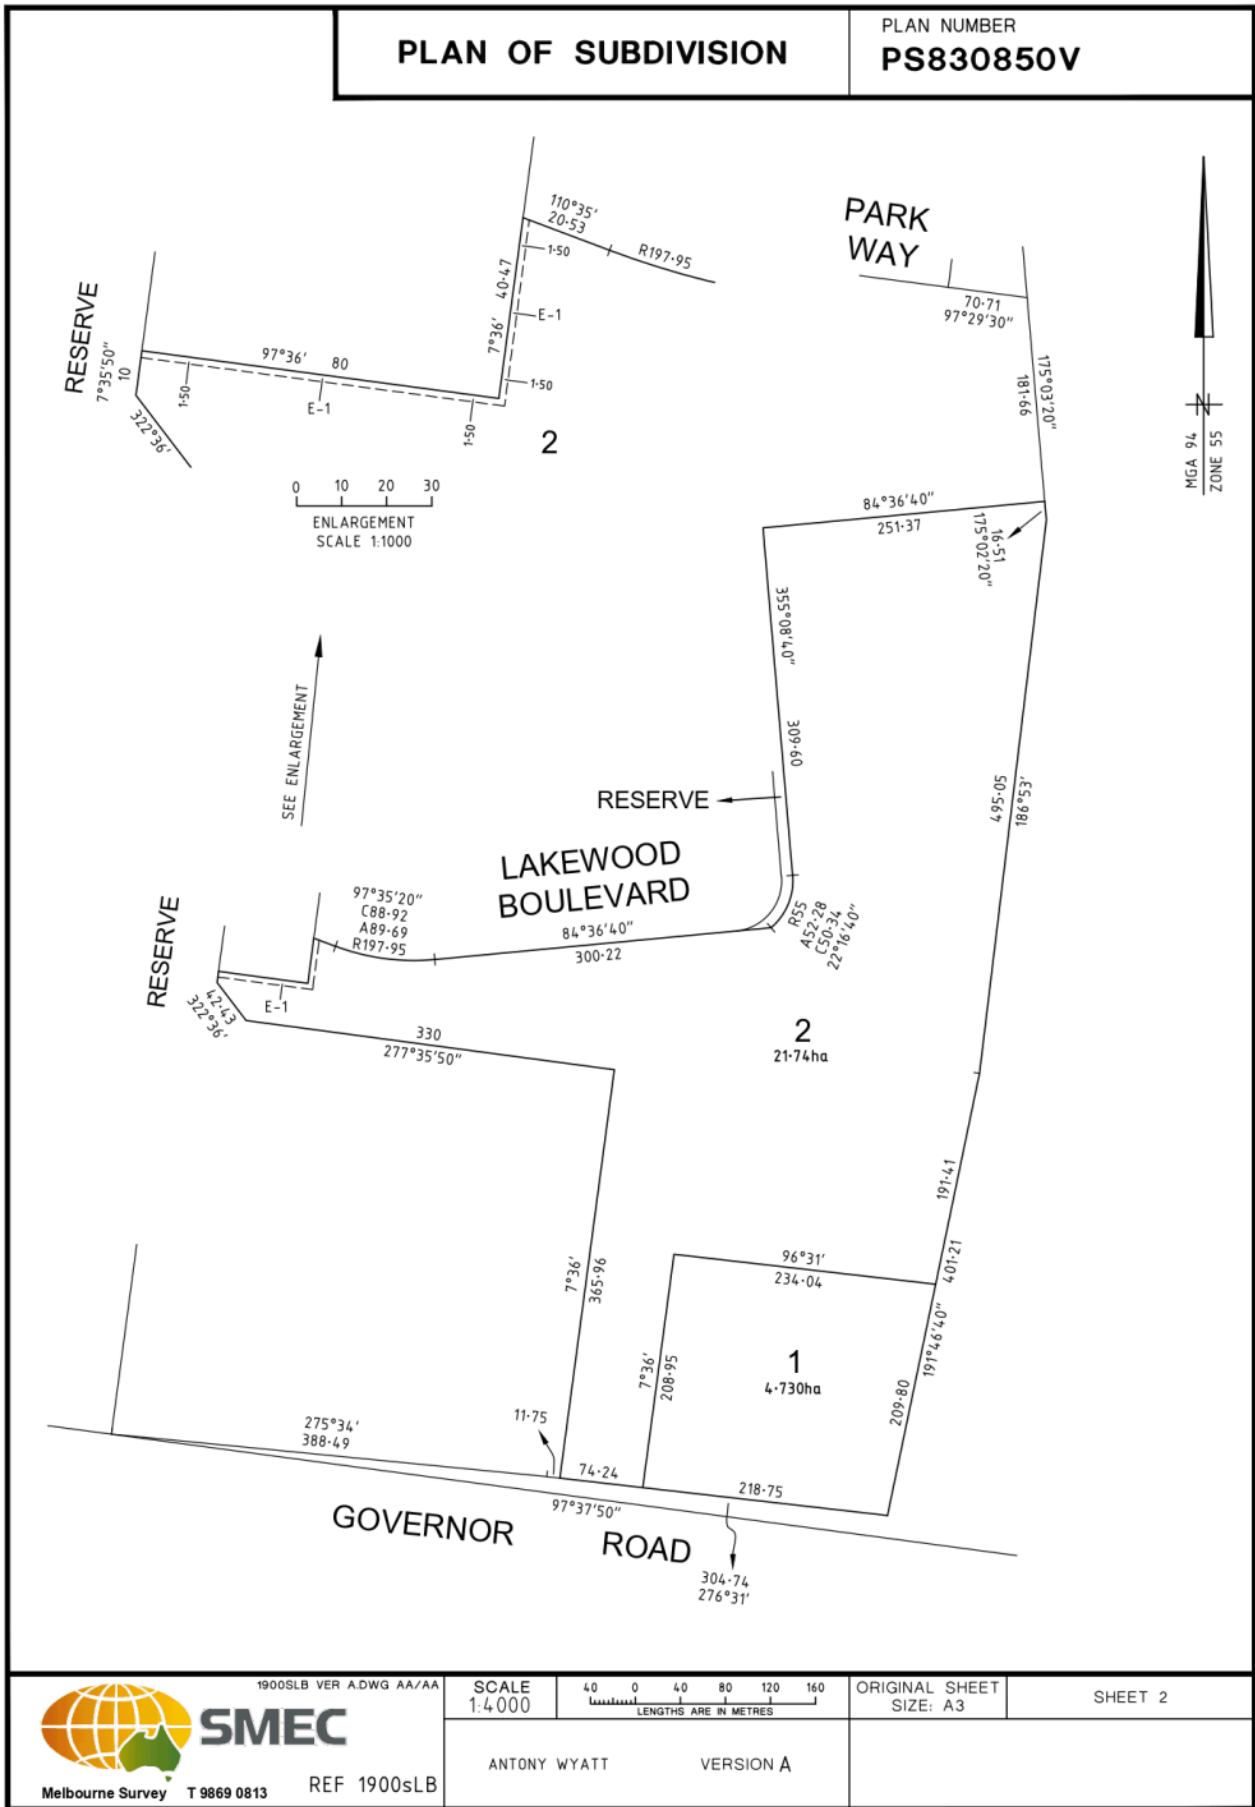 PLAN OF SUBDIVISION
PLAN NUMBER
PS830850V
110°35'
20·53
R197·95
1·50
40·47
7°36'
E-1
1·50
PARK
WAY
70·71
97°29'30"
175°03'20"
181·66
MGA 94
ZONE 55
RESERVE
7°35'50"
10
322°36'
97°36'
80
1·50
E-1
1·50
2
0 10 20 30
ENLARGEMENT
SCALE 1:1000
84°36'40"
251·37
16·51
175°02'20"
355°08'40"
309·60
SEE ENLARGEMENT
RESERVE
495·05
186°53'
LAKEWOOD
BOULEVARD
R55
A52·28
C50·34
22°16'40"
97°35'20"
C88·92
A89·69
R197·95
84°36'40"
300·22
RESERVE
42·43
322°36'
E-1
330
277°35'50"
2
21·74ha
191·41
401·21
191°46'40"
209·80
96°31'
234·04
7°36'
365·96
7°36'
208·95
1
4·730ha
275°34'
388·49
11·75
74·24
218·75
97°37'50"
GOVERNOR ROAD
304·74
276°31'
1900SLB VER A.DWG AA/AA
SMEC
Melbourne Survey T 9869 0813
REF 1900sLB
SCALE
1:4000
40 0 40 80 120 160
LENGTHS ARE IN METRES
ORIGINAL SHEET
SIZE: A3
SHEET 2
ANTONY WYATT
VERSION A